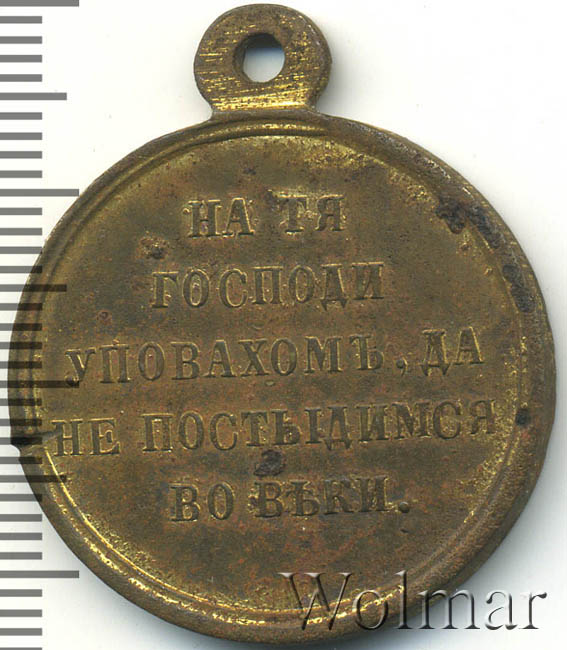 НА ТЯ
ГОСПОДИ
УПОВАХОМЪ, ДА
НЕ ПОСТЫДИМСЯ
ВО ВѢКИ.
Wolmar